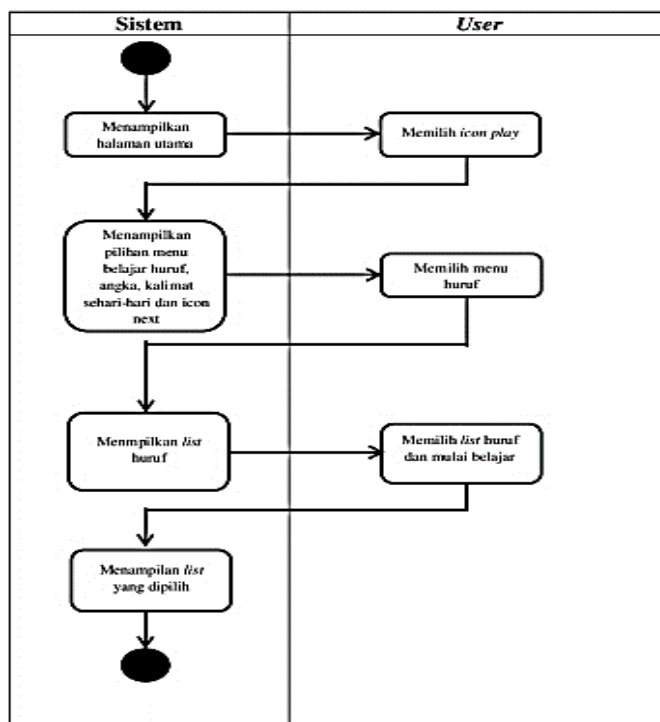 Sistem
User
Menampilkan
halaman utama
Memilih icon play
Menampilkan
pilihan menu
belajar huruf,
angka, kalimat
sehari-hari dan icon
next
Memilih menu
huruf
Menmpilkan list
huruf
Memilih list huruf
dan mulai belajar
Menampilan list
yang dipilih